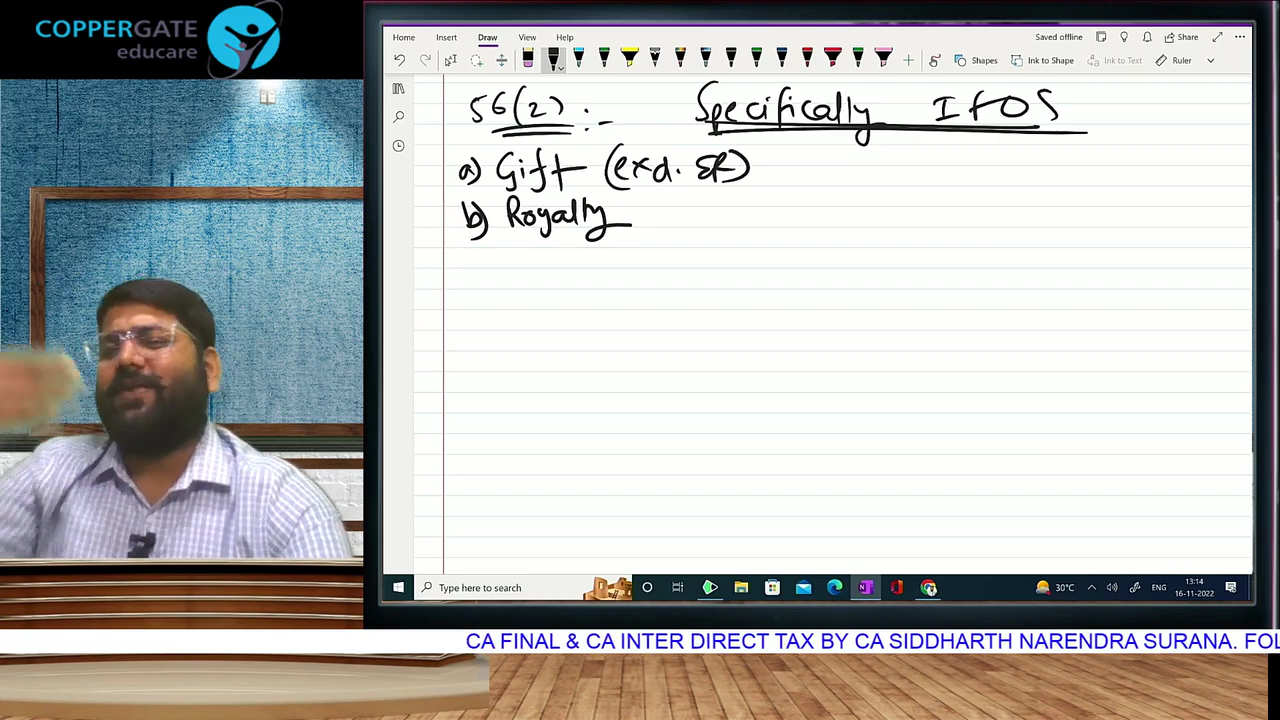 COPPERGATE
educare
Home Insert Draw View Help
Saved offline Share
Shapes Ink to Shape Ink to Text Ruler
56(2) :- Specifically IFOS
a) Gift (exd. SR)
b) Royalty
Type here to search
30°C ENG 13:14
16-11-2022
CA FINAL & CA INTER DIRECT TAX BY CA SIDDHARTH NARENDRA SURANA. FOL